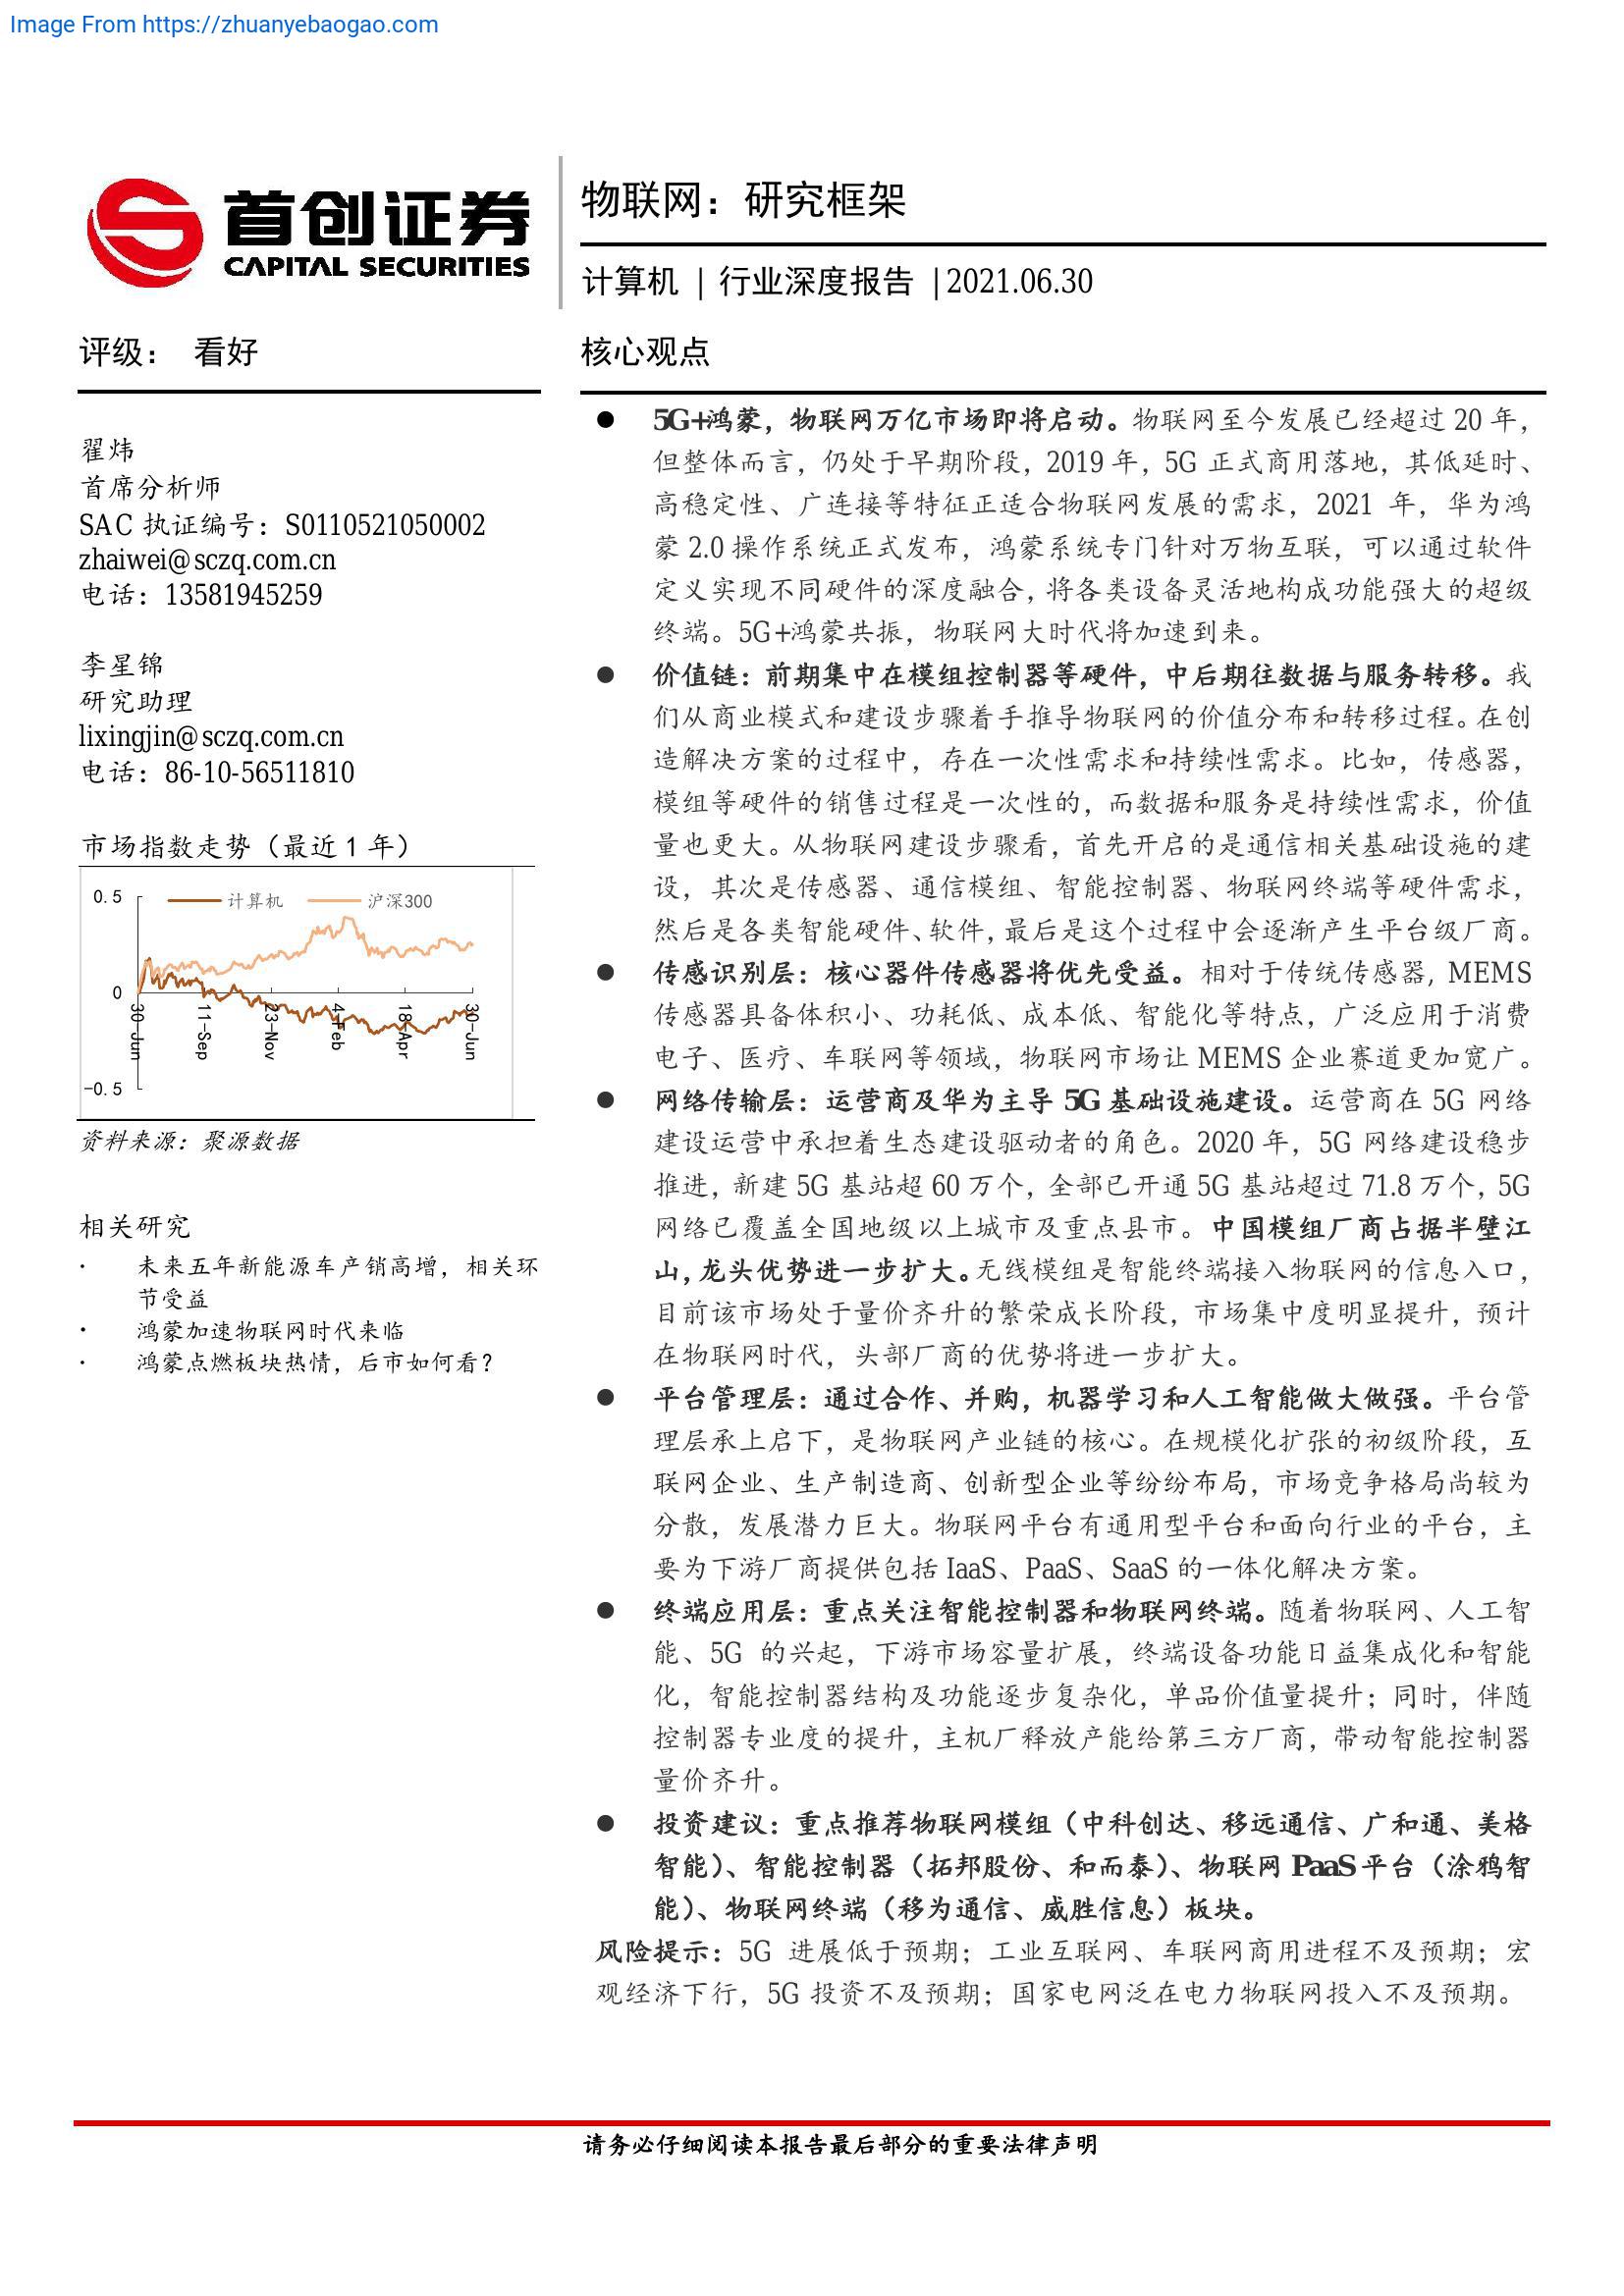 Image From https://zhuanyebaogao.com
首创证券
CAPITAL SECURITIES
物联网：研究框架
计算机 | 行业深度报告 |2021.06.30
评级： 看好
翟炜
首席分析师
SAC 执证编号：S0110521050002
zhaiwei@sczq.com.cn
电话：13581945259
李星锦
研究助理
lixingjin@sczq.com.cn
电话：86-10-56511810
市场指数走势（最近 1 年）
计算机 沪深300
0.5
0
-0.5
30-Jun
11-Sep
23-Nov
4-Feb
18-Apr
30-Jun
资料来源：聚源数据
相关研究
· 未来五年新能源车产销高增，相关环
节受益
· 鸿蒙加速物联网时代来临
· 鸿蒙点燃板块热情，后市如何看？
核心观点
● 5G+鸿蒙，物联网万亿市场即将启动。物联网至今发展已经超过 20 年，
但整体而言，仍处于早期阶段，2019 年，5G 正式商用落地，其低延时、
高稳定性、广连接等特征正适合物联网发展的需求，2021 年，华为鸿
蒙 2.0 操作系统正式发布，鸿蒙系统专门针对万物互联，可以通过软件
定义实现不同硬件的深度融合，将各类设备灵活地构成功能强大的超级
终端。5G+鸿蒙共振，物联网大时代将加速到来。
● 价值链：前期集中在模组控制器等硬件，中后期往数据与服务转移。我
们从商业模式和建设步骤着手推导物联网的价值分布和转移过程。在创
造解决方案的过程中，存在一次性需求和持续性需求。比如，传感器，
模组等硬件的销售过程是一次性的，而数据和服务是持续性需求，价值
量也更大。从物联网建设步骤看，首先开启的是通信相关基础设施的建
设，其次是传感器、通信模组、智能控制器、物联网终端等硬件需求，
然后是各类智能硬件、软件，最后是这个过程中会逐渐产生平台级厂商。
● 传感识别层：核心器件传感器将优先受益。相对于传统传感器，MEMS
传感器具备体积小、功耗低、成本低、智能化等特点，广泛应用于消费
电子、医疗、车联网等领域，物联网市场让 MEMS 企业赛道更加宽广。
● 网络传输层：运营商及华为主导 5G 基础设施建设。运营商在 5G 网络
建设运营中承担着生态建设驱动者的角色。2020 年，5G 网络建设稳步
推进，新建 5G 基站超 60 万个，全部已开通 5G 基站超过 71.8 万个，5G
网络已覆盖全国地级以上城市及重点县市。中国模组厂商占据半壁江
山，龙头优势进一步扩大。无线模组是智能终端接入物联网的信息入口，
目前该市场处于量价齐升的繁荣成长阶段，市场集中度明显提升，预计
在物联网时代，头部厂商的优势将进一步扩大。
● 平台管理层：通过合作、并购，机器学习和人工智能做大做强。平台管
理层承上启下，是物联网产业链的核心。在规模化扩张的初级阶段，互
联网企业、生产制造商、创新型企业等纷纷布局，市场竞争格局尚较为
分散，发展潜力巨大。物联网平台有通用型平台和面向行业的平台，主
要为下游厂商提供包括 IaaS、PaaS、SaaS 的一体化解决方案。
● 终端应用层：重点关注智能控制器和物联网终端。随着物联网、人工智
能、5G 的兴起，下游市场容量扩展，终端设备功能日益集成化和智能
化，智能控制器结构及功能逐步复杂化，单品价值量提升；同时，伴随
控制器专业度的提升，主机厂释放产能给第三方厂商，带动智能控制器
量价齐升。
● 投资建议：重点推荐物联网模组（中科创达、移远通信、广和通、美格
智能）、智能控制器（拓邦股份、和而泰）、物联网 PaaS 平台（涂鸦智
能）、物联网终端（移为通信、威胜信息）板块。
风险提示：5G 进展低于预期；工业互联网、车联网商用进程不及预期；宏
观经济下行，5G 投资不及预期；国家电网泛在电力物联网投入不及预期。
请务必仔细阅读本报告最后部分的重要法律声明